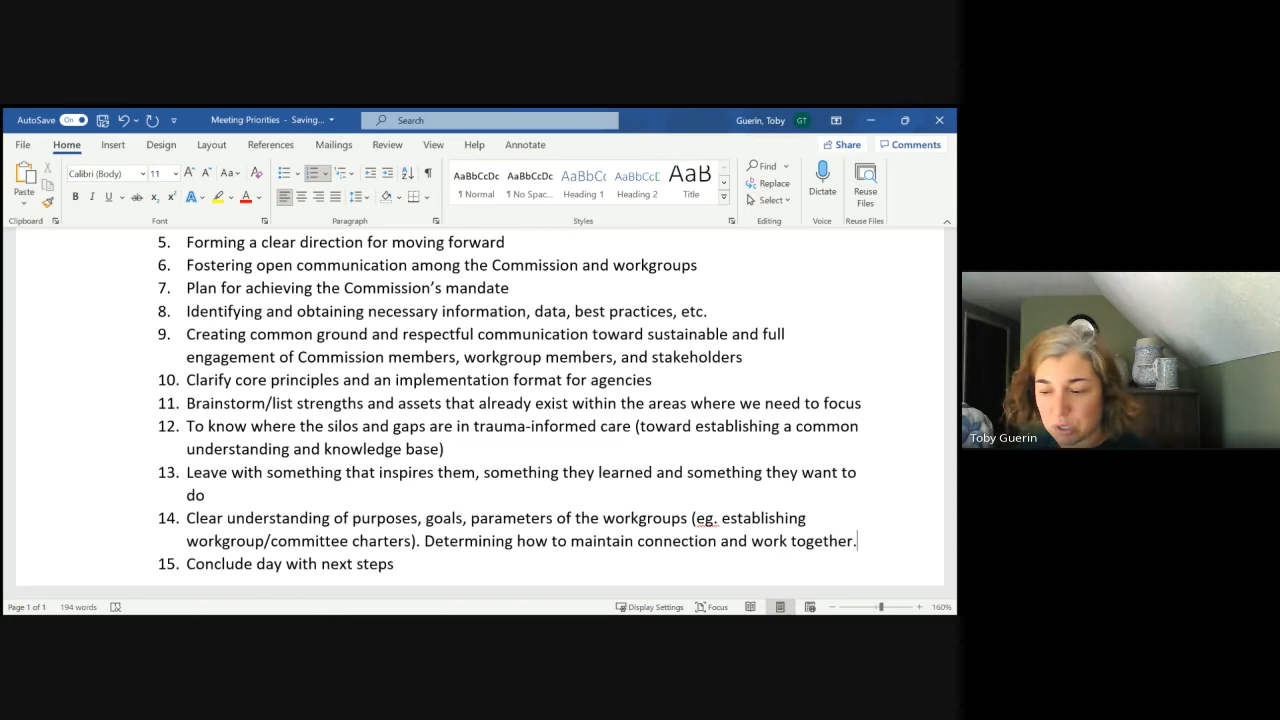 AutoSave On Meeting Priorities - Saving... Search Guerin, Toby GT
File Home Insert Design Layout References Mailings Review View Help Annotate Share Comments
Paste
Calibri (Body) 11 Aa
B I U ab x₂ x² A A
AaBbCcDc AaBbCcDc AaBbCc AaBbCcD AaB
¶ Normal ¶ No Spac... Heading 1 Heading 2 Title
Find
Replace
Select
Dictate
Reuse Files
Clipboard Font Paragraph Styles Editing Voice Reuse Files
5. Forming a clear direction for moving forward
6. Fostering open communication among the Commission and workgroups
7. Plan for achieving the Commission's mandate
8. Identifying and obtaining necessary information, data, best practices, etc.
9. Creating common ground and respectful communication toward sustainable and full
engagement of Commission members, workgroup members, and stakeholders
10. Clarify core principles and an implementation format for agencies
11. Brainstorm/list strengths and assets that already exist within the areas where we need to focus
12. To know where the silos and gaps are in trauma-informed care (toward establishing a common
understanding and knowledge base)
13. Leave with something that inspires them, something they learned and something they want to
do
14. Clear understanding of purposes, goals, parameters of the workgroups (eg. establishing
workgroup/committee charters). Determining how to maintain connection and work together.
15. Conclude day with next steps
Page 1 of 1 194 words Display Settings Focus 160%
Toby Guerin